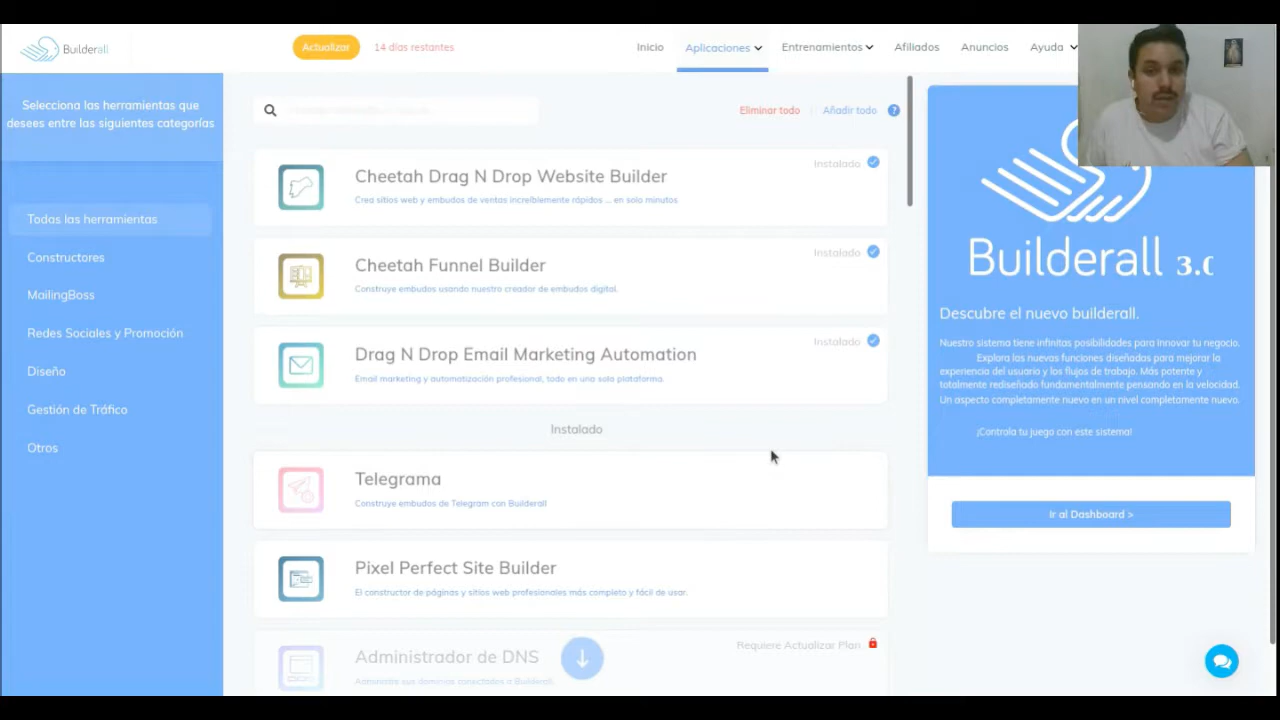 Builderall
Actualizar
14 días restantes
Inicio
Aplicaciones
Entrenamientos
Afiliados
Anuncios
Ayuda
Selecciona las herramientas que
desees entre las siguientes categorías
Todas las herramientas
Constructores
MailingBoss
Redes Sociales y Promoción
Diseño
Gestión de Tráfico
Otros
Eliminar todo
Añadir todo
?
Cheetah Drag N Drop Website Builder
Crea sitios web y embudos de ventas increíblemente rápidos ... en solo minutos
Instalado
Cheetah Funnel Builder
Construye embudos usando nuestro creador de embudos digital.
Instalado
Drag N Drop Email Marketing Automation
Email marketing y automatización profesional, todo en una sola plataforma.
Instalado
Instalado
Telegrama
Construye embudos de Telegram con Builderall
Pixel Perfect Site Builder
El constructor de páginas y sitios web profesionales más completo y fácil de usar.
Administrador de DNS
Administre sus dominios conectados a Builderall.
Requiere Actualizar Plan
Builderall 3.0
Descubre el nuevo builderall.
Nuestro sistema tiene infinitas posibilidades para innovar tu negocio.
Explora las nuevas funciones diseñadas para mejorar la
experiencia del usuario y los flujos de trabajo. Más potente y
totalmente rediseñado fundamentalmente pensando en la velocidad.
Un aspecto completamente nuevo en un nivel completamente nuevo.
¡Controla tu juego con este sistema!
Ir al Dashboard >